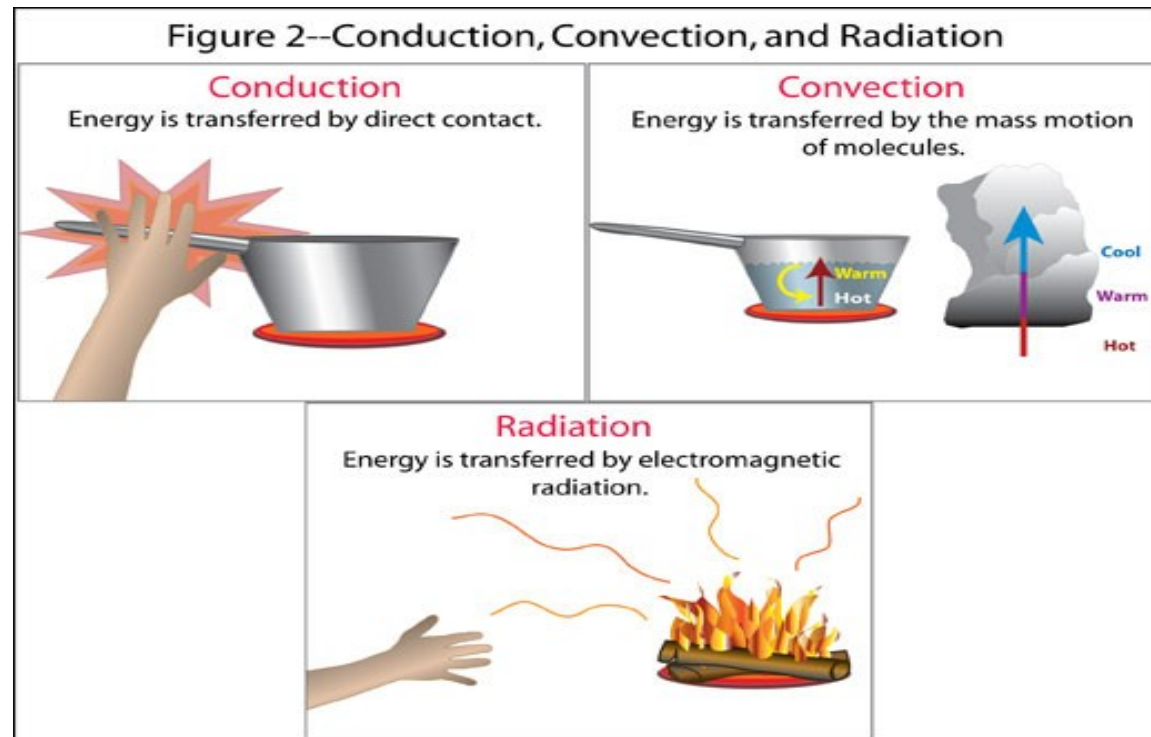 Figure 2--Conduction, Convection, and Radiation
Conduction
Energy is transferred by direct contact.
Convection
Energy is transferred by the mass motion
of molecules.
Warm
Hot
Cool
Warm
Hot
Radiation
Energy is transferred by electromagnetic
radiation.